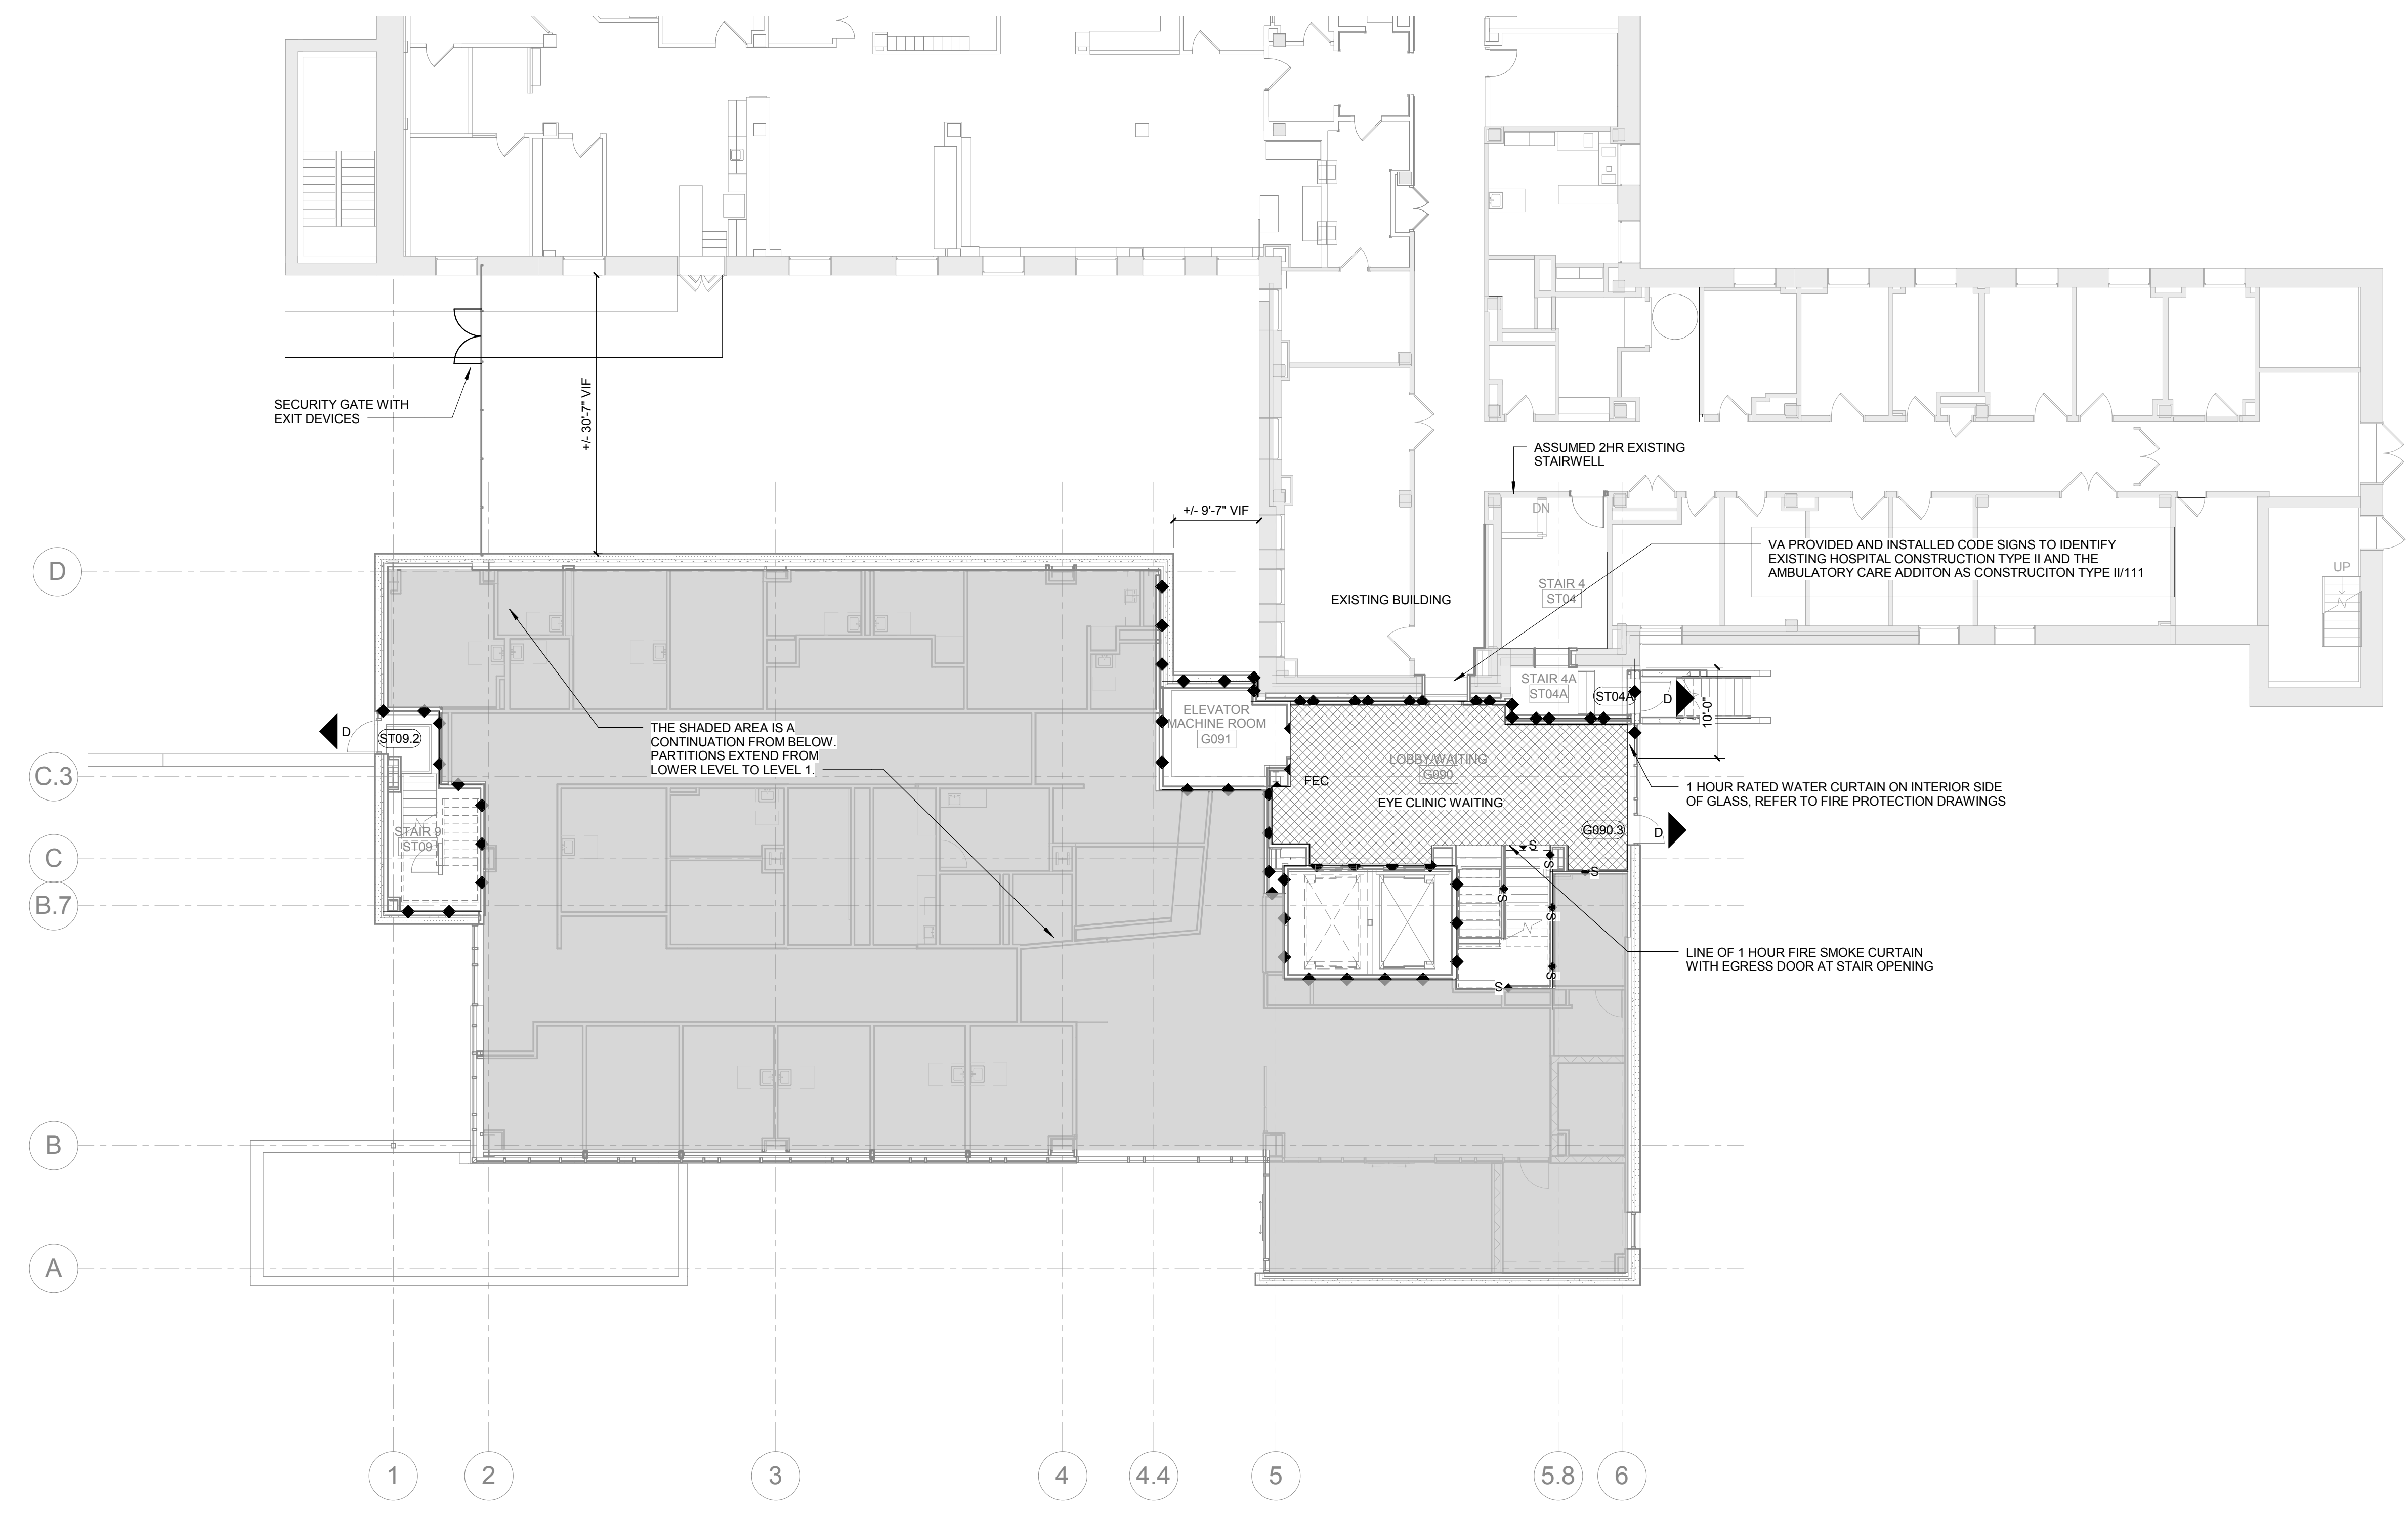 SECURITY GATE WITH
EXIT DEVICES
+/- 30'-7" VIF
ASSUMED 2HR EXISTING
STAIRWELL
DN
+/- 9'-7" VIF
VA PROVIDED AND INSTALLED CODE SIGNS TO IDENTIFY
EXISTING HOSPITAL CONSTRUCTION TYPE II AND THE
AMBULATORY CARE ADDITON AS CONSTRUCITON TYPE II/111
UP
D
STAIR 4
ST04
EXISTING BUILDING
STAIR 4A
ST04A
ST04A
D
10'-0"
ELEVATOR
MACHINE ROOM
G091
THE SHADED AREA IS A
CONTINUATION FROM BELOW.
PARTITIONS EXTEND FROM
LOWER LEVEL TO LEVEL 1.
D
ST09.2
LOBBY/WAITING
G090
C.3
FEC
1 HOUR RATED WATER CURTAIN ON INTERIOR SIDE
OF GLASS, REFER TO FIRE PROTECTION DRAWINGS
EYE CLINIC WAITING
STAIR 9
ST09
G090.3
D
C
S
S
S
B.7
S
S
S
S
LINE OF 1 HOUR FIRE SMOKE CURTAIN
WITH EGRESS DOOR AT STAIR OPENING
B
A
1
2
3
4
4.4
5
5.8
6